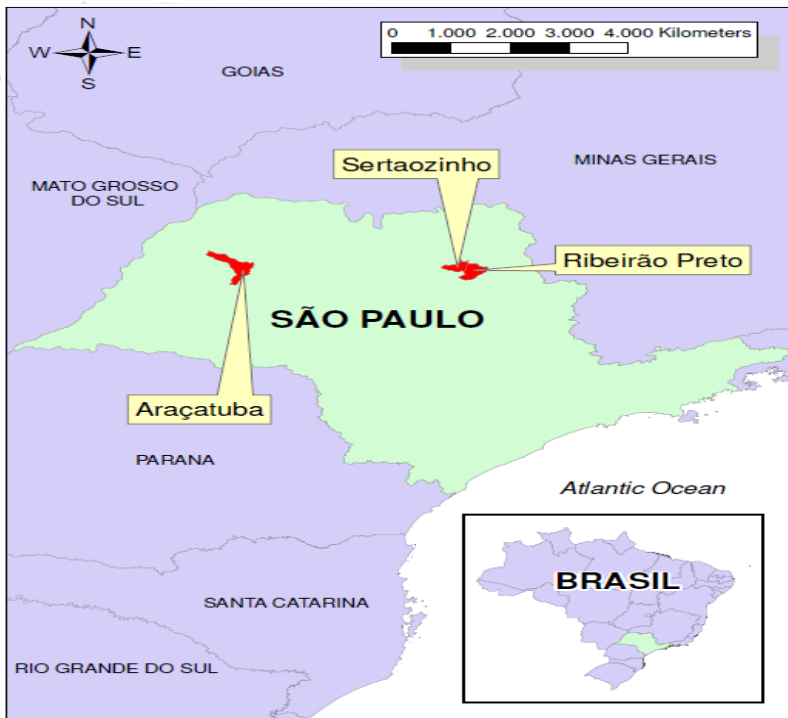 N
W E
S
0 1.000 2.000 3.000 4.000 Kilometers
GOIAS
Sertaozinho
MINAS GERAIS
MATO GROSSO
DO SUL
Ribeirão Preto
SÃO PAULO
Araçatuba
PARANA
Atlantic Ocean
BRASIL
SANTA CATARINA
RIO GRANDE DO SUL